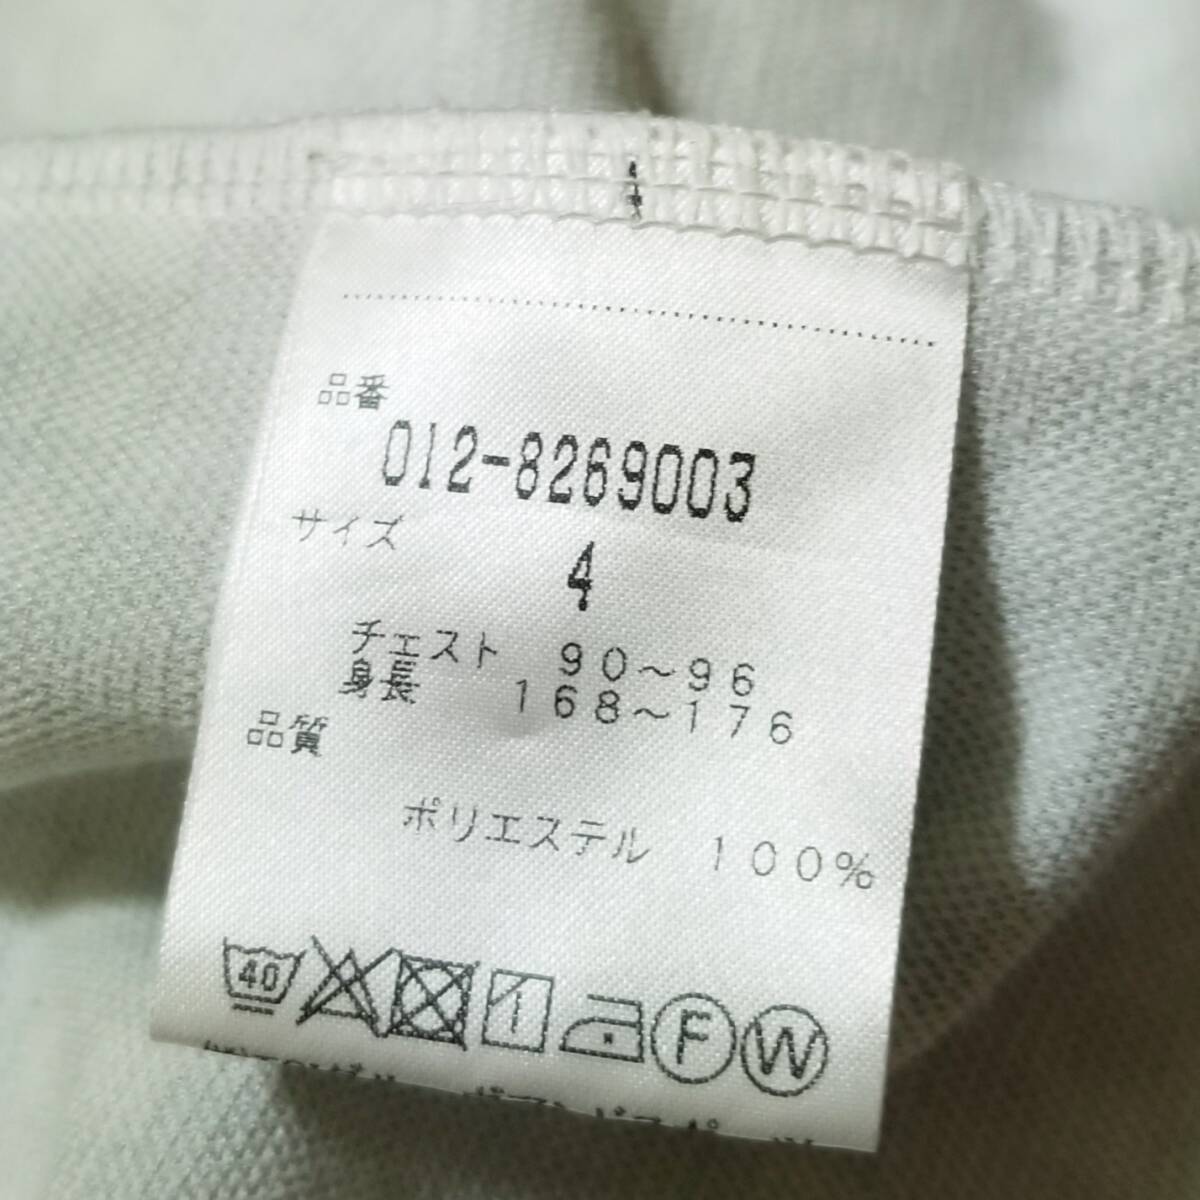 品番
012-8269003
サイズ
4
チェスト 90～96
身長 168～176
品質
ポリエステル 100%
40 F W